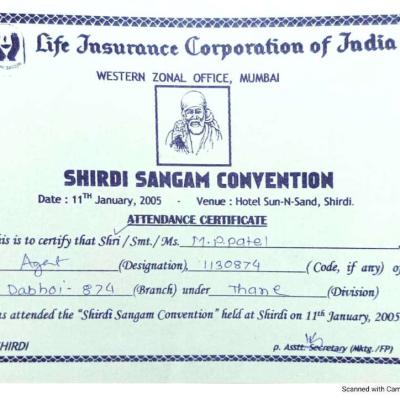 Life Insurance Corporation of India
WESTERN ZONAL OFFICE, MUMBAI
SHIRDI SANGAM CONVENTION
Date : 11TH January, 2005 - Venue : Hotel Sun-N-Sand, Shirdi.
ATTENDANCE CERTIFICATE
his is to certify that Shri/Smt./Ms. M.P.Patel
Agent (Designation) 1130874 (Code, if any) of
Dabhoi-874 (Branch) under Thane (Division)
as attended the "Shirdi Sangam Convention" held at Shirdi on 11th January, 2005
HIRDI p. Asstt. Secretary (Mktg./FP)
Scanned with Cam